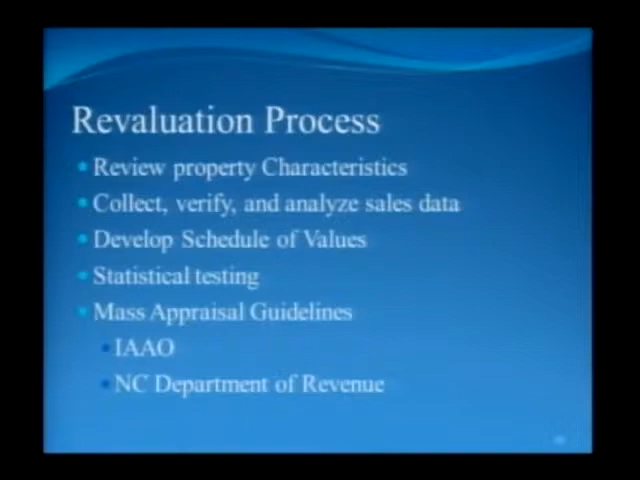 Revaluation Process
Review property Characteristics
Collect, verify, and analyze sales data
Develop Schedule of Values
Statistical testing
Mass Appraisal Guidelines
IAAO
NC Department of Revenue